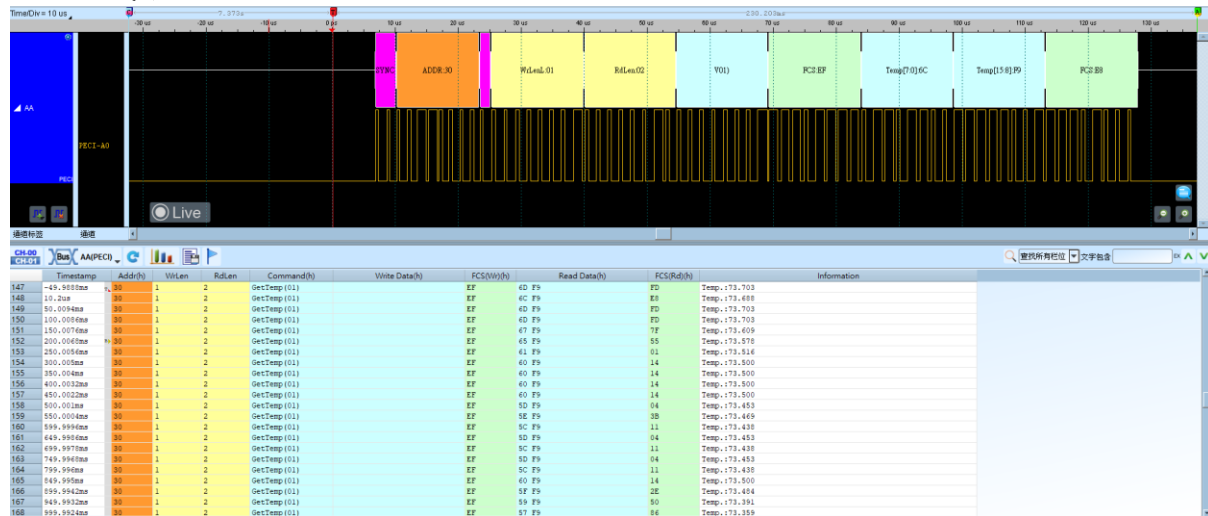 Time/Div = 10 us
-7.373s
230.203ms
-30 us -20 us -10 us 0 ps 10 us 20 us 30 us 40 us 50 us 60 us 70 us 80 us 90 us 100 us 110 us 120 us 130 us
SYNC ADDR:30 WrLenL:01 RdLen:02 V01) FCS:EF Temp[7:0]:6C Temp[15:8]:F9 FCS:E8
AA
PECI-A0
PECI
Live
通道标签 通道
CH-00
CH-01
Bus AA(PECI) 查找所有栏位 文字包含
Timestamp Addr(h) WrLen RdLen Command(h) Write Data(h) FCS(Wr)(h) Read Data(h) FCS(Rd)(h) Information
147 -49.9888ms 30 1 2 GetTemp(01) EF 6D F9 FD Temp.:73.703
148 10.2us 30 1 2 GetTemp(01) EF 6C F9 E8 Temp.:73.688
149 50.0094ms 30 1 2 GetTemp(01) EF 6D F9 FD Temp.:73.703
150 100.0086ms 30 1 2 GetTemp(01) EF 6D F9 FD Temp.:73.703
151 150.0076ms 30 1 2 GetTemp(01) EF 67 F9 7F Temp.:73.609
152 200.0068ms 30 1 2 GetTemp(01) EF 65 F9 55 Temp.:73.578
153 250.0056ms 30 1 2 GetTemp(01) EF 61 F9 01 Temp.:73.516
154 300.005ms 30 1 2 GetTemp(01) EF 60 F9 14 Temp.:73.500
155 350.004ms 30 1 2 GetTemp(01) EF 60 F9 14 Temp.:73.500
156 400.0032ms 30 1 2 GetTemp(01) EF 60 F9 14 Temp.:73.500
157 450.0022ms 30 1 2 GetTemp(01) EF 60 F9 14 Temp.:73.500
158 500.001ms 30 1 2 GetTemp(01) EF 5D F9 04 Temp.:73.453
159 550.0004ms 30 1 2 GetTemp(01) EF 5E F9 3B Temp.:73.469
160 599.9996ms 30 1 2 GetTemp(01) EF 5C F9 11 Temp.:73.438
161 649.9986ms 30 1 2 GetTemp(01) EF 5D F9 04 Temp.:73.453
162 699.9978ms 30 1 2 GetTemp(01) EF 5C F9 11 Temp.:73.438
163 749.9968ms 30 1 2 GetTemp(01) EF 5D F9 04 Temp.:73.453
164 799.996ms 30 1 2 GetTemp(01) EF 5C F9 11 Temp.:73.438
165 849.995ms 30 1 2 GetTemp(01) EF 60 F9 14 Temp.:73.500
166 899.9942ms 30 1 2 GetTemp(01) EF 5F F9 2E Temp.:73.484
167 949.9932ms 30 1 2 GetTemp(01) EF 59 F9 50 Temp.:73.391
168 999.9924ms 30 1 2 GetTemp(01) EF 57 F9 86 Temp.:73.359